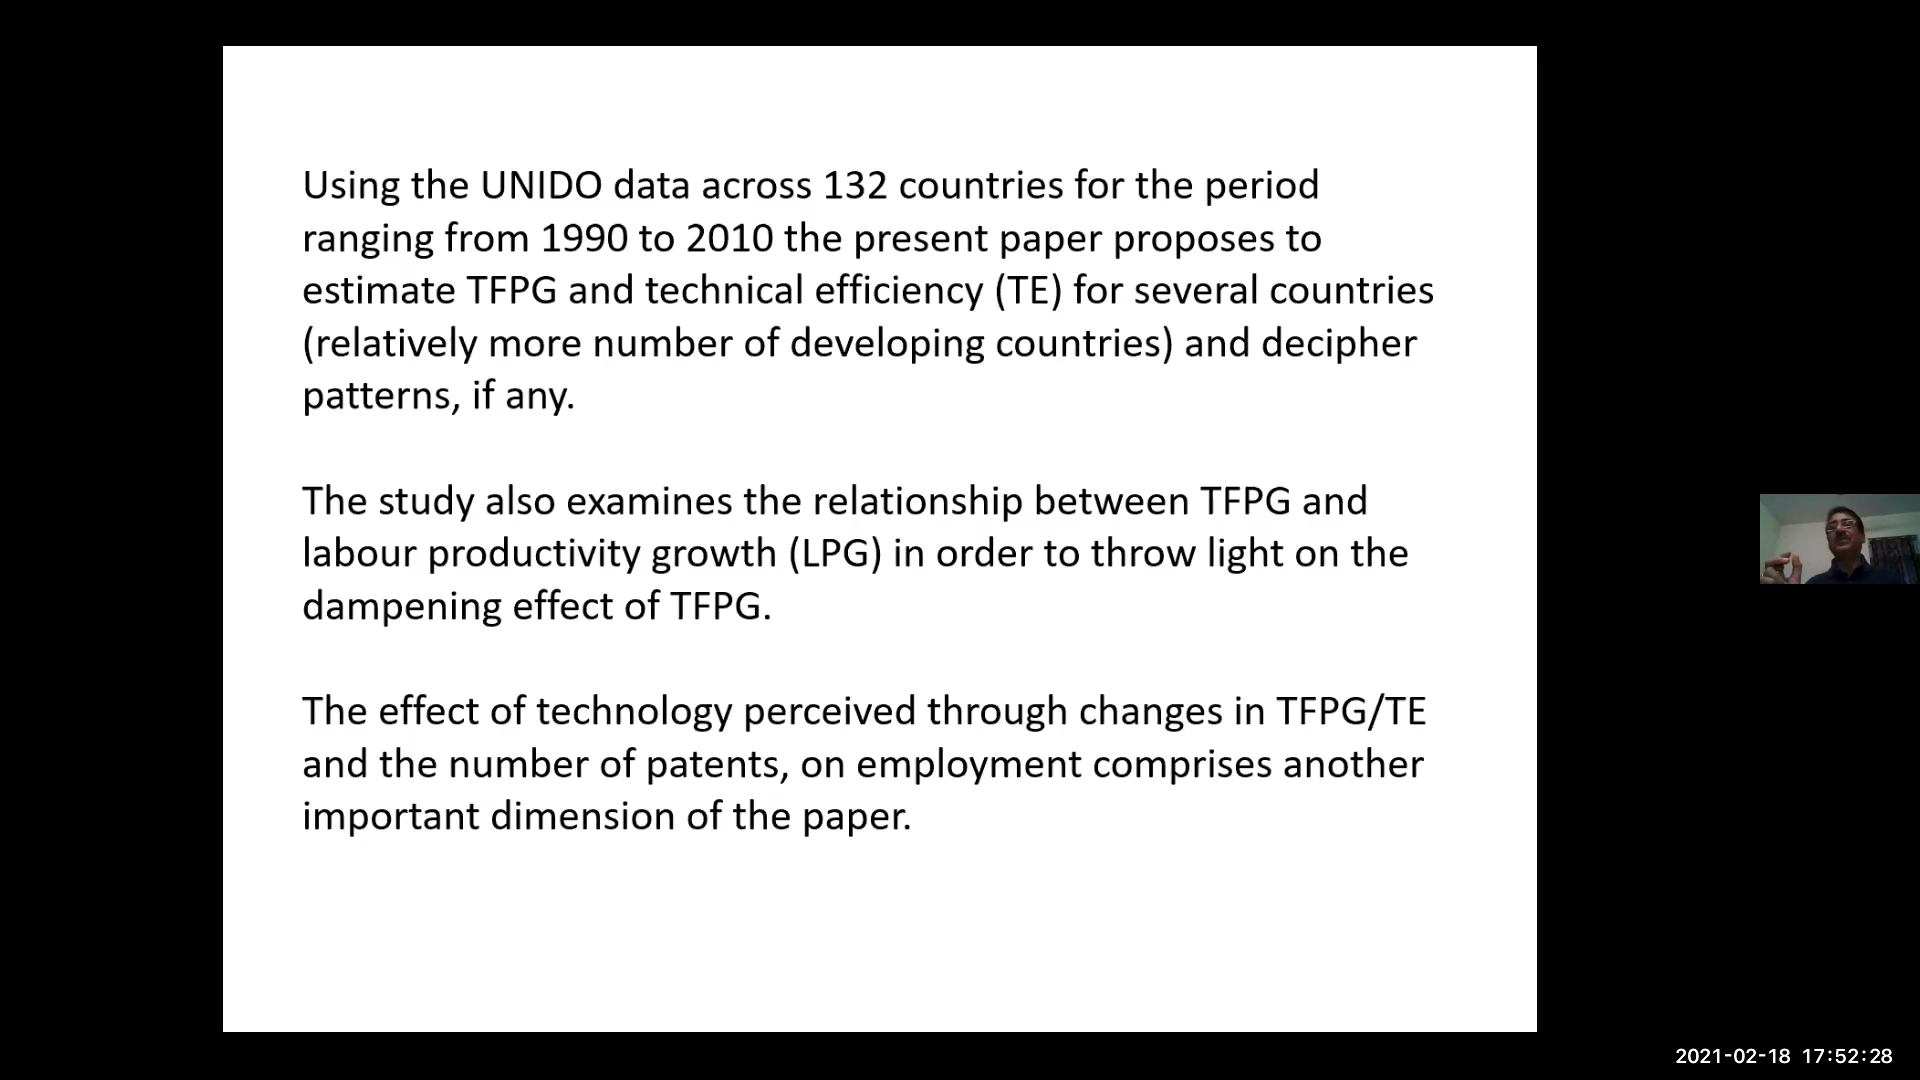 Using the UNIDO data across 132 countries for the period
ranging from 1990 to 2010 the present paper proposes to
estimate TFPG and technical efficiency (TE) for several countries
(relatively more number of developing countries) and decipher
patterns, if any.
The study also examines the relationship between TFPG and
labour productivity growth (LPG) in order to throw light on the
dampening effect of TFPG.
The effect of technology perceived through changes in TFPG/TE
and the number of patents, on employment comprises another
important dimension of the paper.
2021-02-18 17:52:28